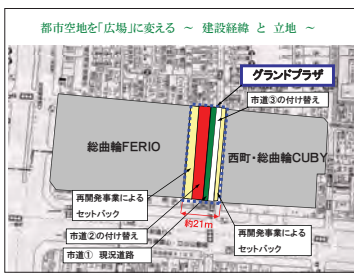 都市空地を「広場」に変える ～ 建設経緯 と 立地 ～
グランドプラザ
市道③の付け替え
総曲輪FERIO
西町・総曲輪CUBY
再開発事業による
セットバック
約21m
再開発事業による
セットバック
市道②の付け替え
市道① 現況道路